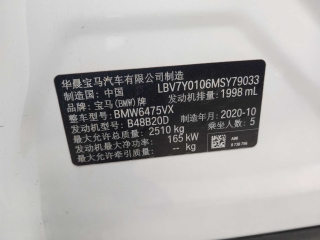 华晨宝马汽车有限公司制造
制造国:中国 LBV7Y0106MSY79033
品牌:宝马(BMW)牌 发动机排量:1998 mL
整车型号:BMW6475VX
发动机型号:B48B20D 制造年月:2020-10
最大允许总质量:2510 kg 乘坐人数:5
发动机最大净功率:165 kW
最大允许牵引质量:-- kg